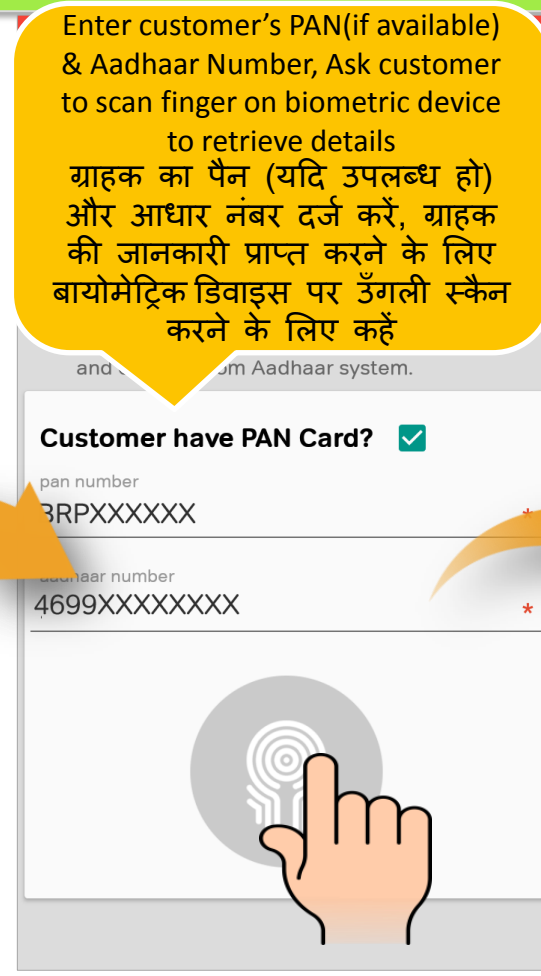 Enter customer’s PAN(if available)
& Aadhaar Number, Ask customer
to scan finger on biometric device
to retrieve details
ग्राहक का पैन (यदि उपलब्ध हो)
और आधार नंबर दर्ज करें, ग्राहक
की जानकारी प्राप्त करने के लिए
बायोमेट्रिक डिवाइस पर उँगली स्कैन
करने के लिए कहें
and Aadhaar system.
Customer have PAN Card?
pan number
BRPXXXXXX *
aadhaar number
4699XXXXXXXX *